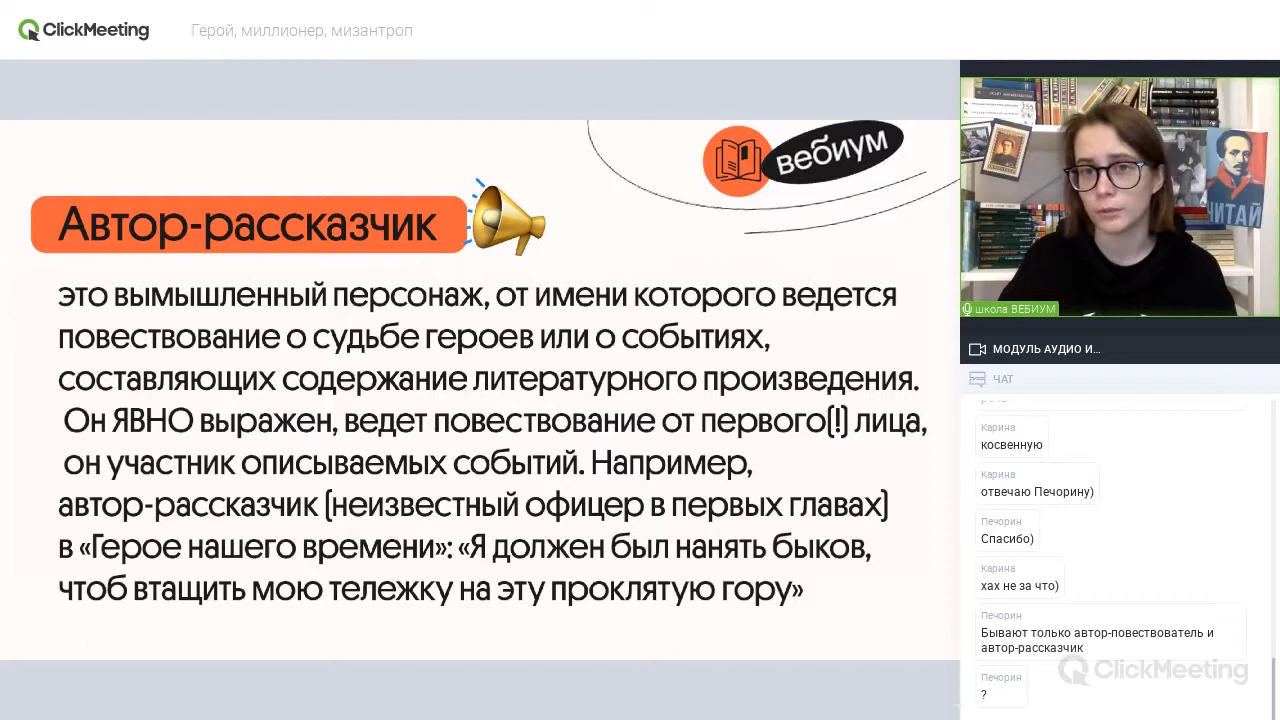 ClickMeeting
Герой, миллионер, мизантроп
вебиум
Автор-рассказчик
это вымышленный персонаж, от имени которого ведется
повествование о судьбе героев или о событиях,
составляющих содержание литературного произведения.
Он ЯВНО выражен, ведет повествование от первого(!) лица,
он участник описываемых событий. Например,
автор-рассказчик (неизвестный офицер в первых главах)
в «Герое нашего времени»: «Я должен был нанять быков,
чтоб втащить мою тележку на эту проклятую гору»
ЧИТАЙ
школа ВЕБИУМ
МОДУЛЬ АУДИО И...
ЧАТ
Карина
косвенную
Карина
отвечаю Печорину)
Печорин
Спасибо)
Карина
хах не за что)
Печорин
Бывают только автор-повествователь и
автор-рассказчик
ClickMeeting
Печорин
?